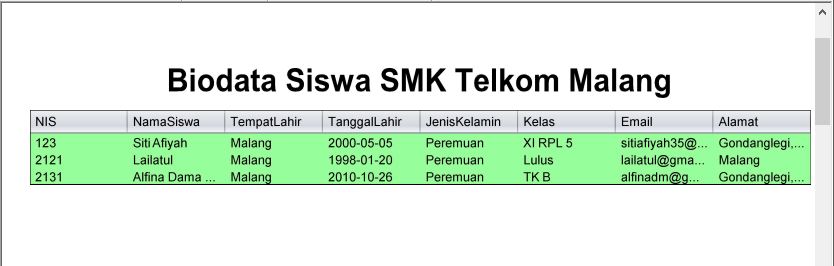 Biodata Siswa SMK Telkom Malang
NIS NamaSiswa TempatLahir TanggalLahir JenisKelamin Kelas Email Alamat
123 Siti Afiyah Malang 2000-05-05 Peremuan XI RPL 5 sitiafiyah35@... Gondanglegi,...
2121 Lailatul Malang 1998-01-20 Peremuan Lulus lailatul@gma... Malang
2131 Alfina Dama ... Malang 2010-10-26 Peremuan TK B alfinadm@g... Gondanglegi,...